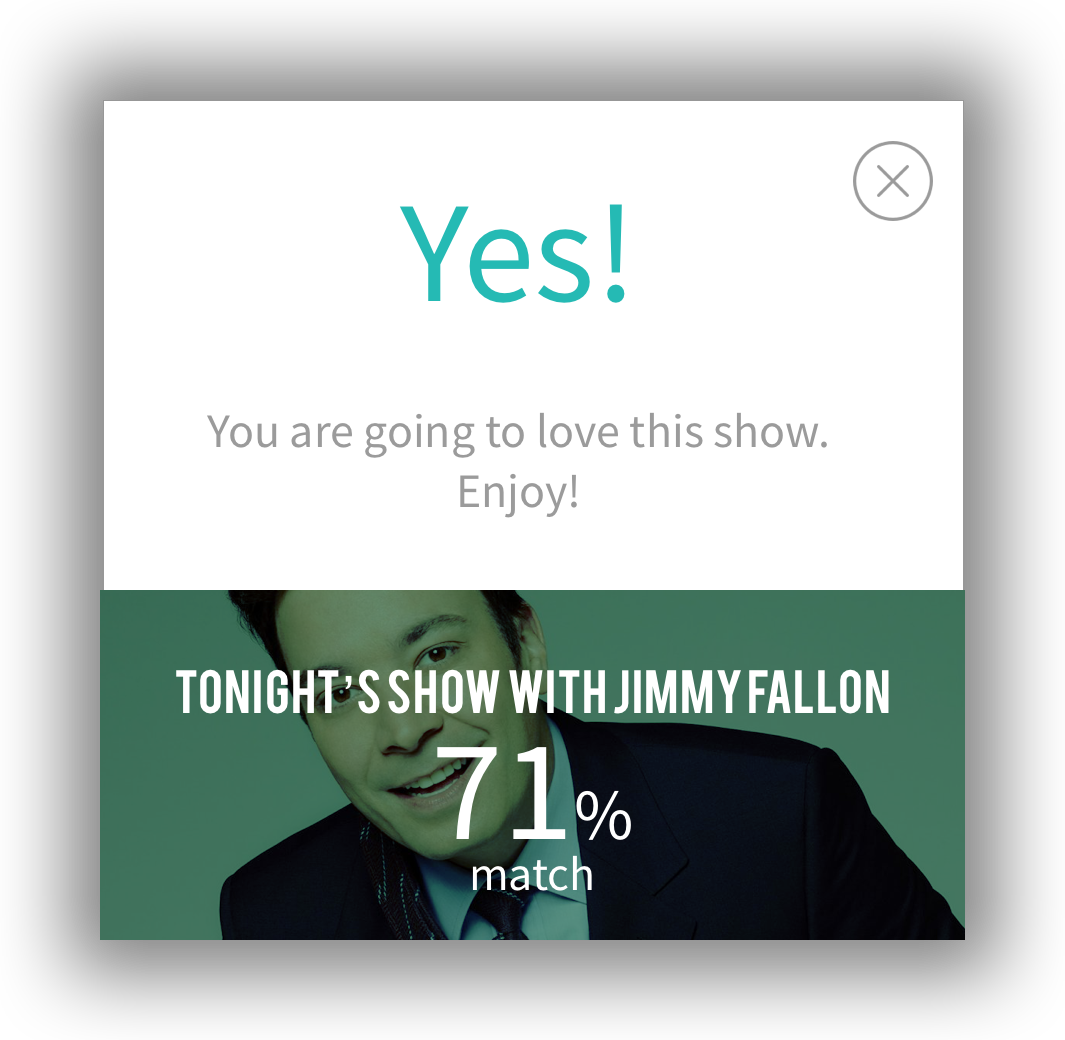 Yes!
You are going to love this show.
Enjoy!
TONIGHT’S SHOW WITH JIMMY FALLON
71%
match